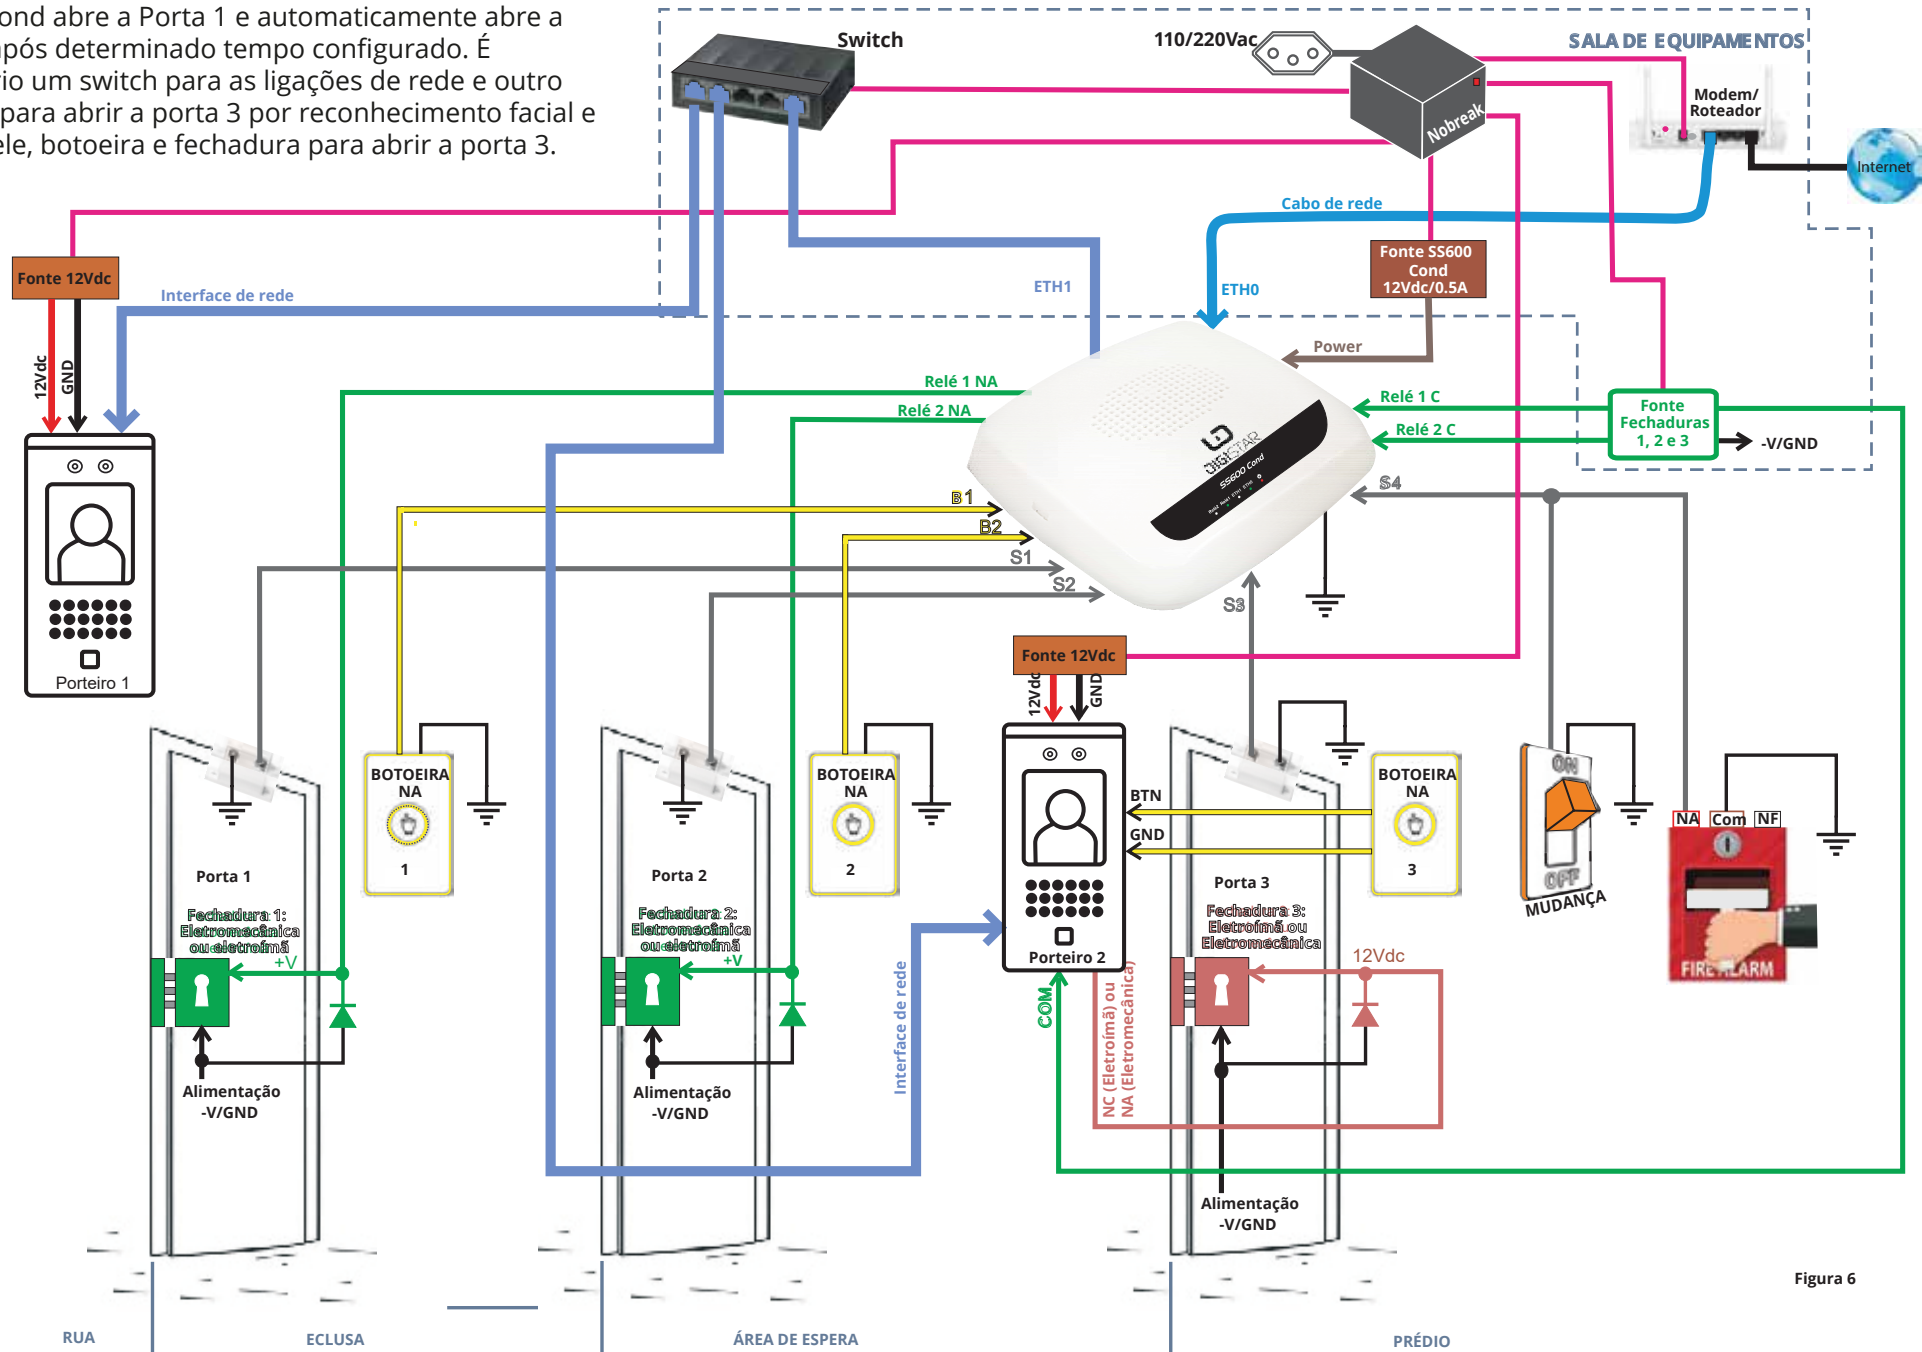 ond abre a Porta 1 e automaticamente abre a
após determinado tempo configurado. É
rio um switch para as ligações de rede e outro
para abrir a porta 3 por reconhecimento facial e
ele, botoeira e fechadura para abrir a porta 3.
Switch
110/220Vac
SALA DE EQUIPAMENTOS
Nobreak
Modem/
Roteador
Internet
Cabo de rede
Fonte SS600
Cond
12Vdc/0.5A
Fonte 12Vdc
Interface de rede
ETH1
ETH0
12Vdc
GND
Power
Relé 1 NA
Relé 2 NA
Relé 1 C
Relé 2 C
Fonte
Fechaduras
1, 2 e 3
-V/GND
DIGISTAR
SS600 Cond
B1
B2
S1
S2
S3
S4
Porteiro 1
Fonte 12Vdc
12Vdc
GND
BOTOEIRA
NA
1
BOTOEIRA
NA
2
BOTOEIRA
NA
3
BTN
GND
ON
OFF
MUDANÇA
NA
Com
NF
FIRE ALARM
Porta 1
Fechadura 1:
Eletromecânica
ou eletroímã
+V
Alimentação
-V/GND
Porta 2
Fechadura 2:
Eletromecânica
ou eletroímã
+V
Alimentação
-V/GND
Interface de rede
Porteiro 2
COM
NC (Eletroímã) ou
NA (Eletromecânica)
Porta 3
Fechadura 3:
Eletroímã ou
Eletromecânica
12Vdc
Alimentação
-V/GND
Figura 6
RUA
ECLUSA
ÁREA DE ESPERA
PRÉDIO